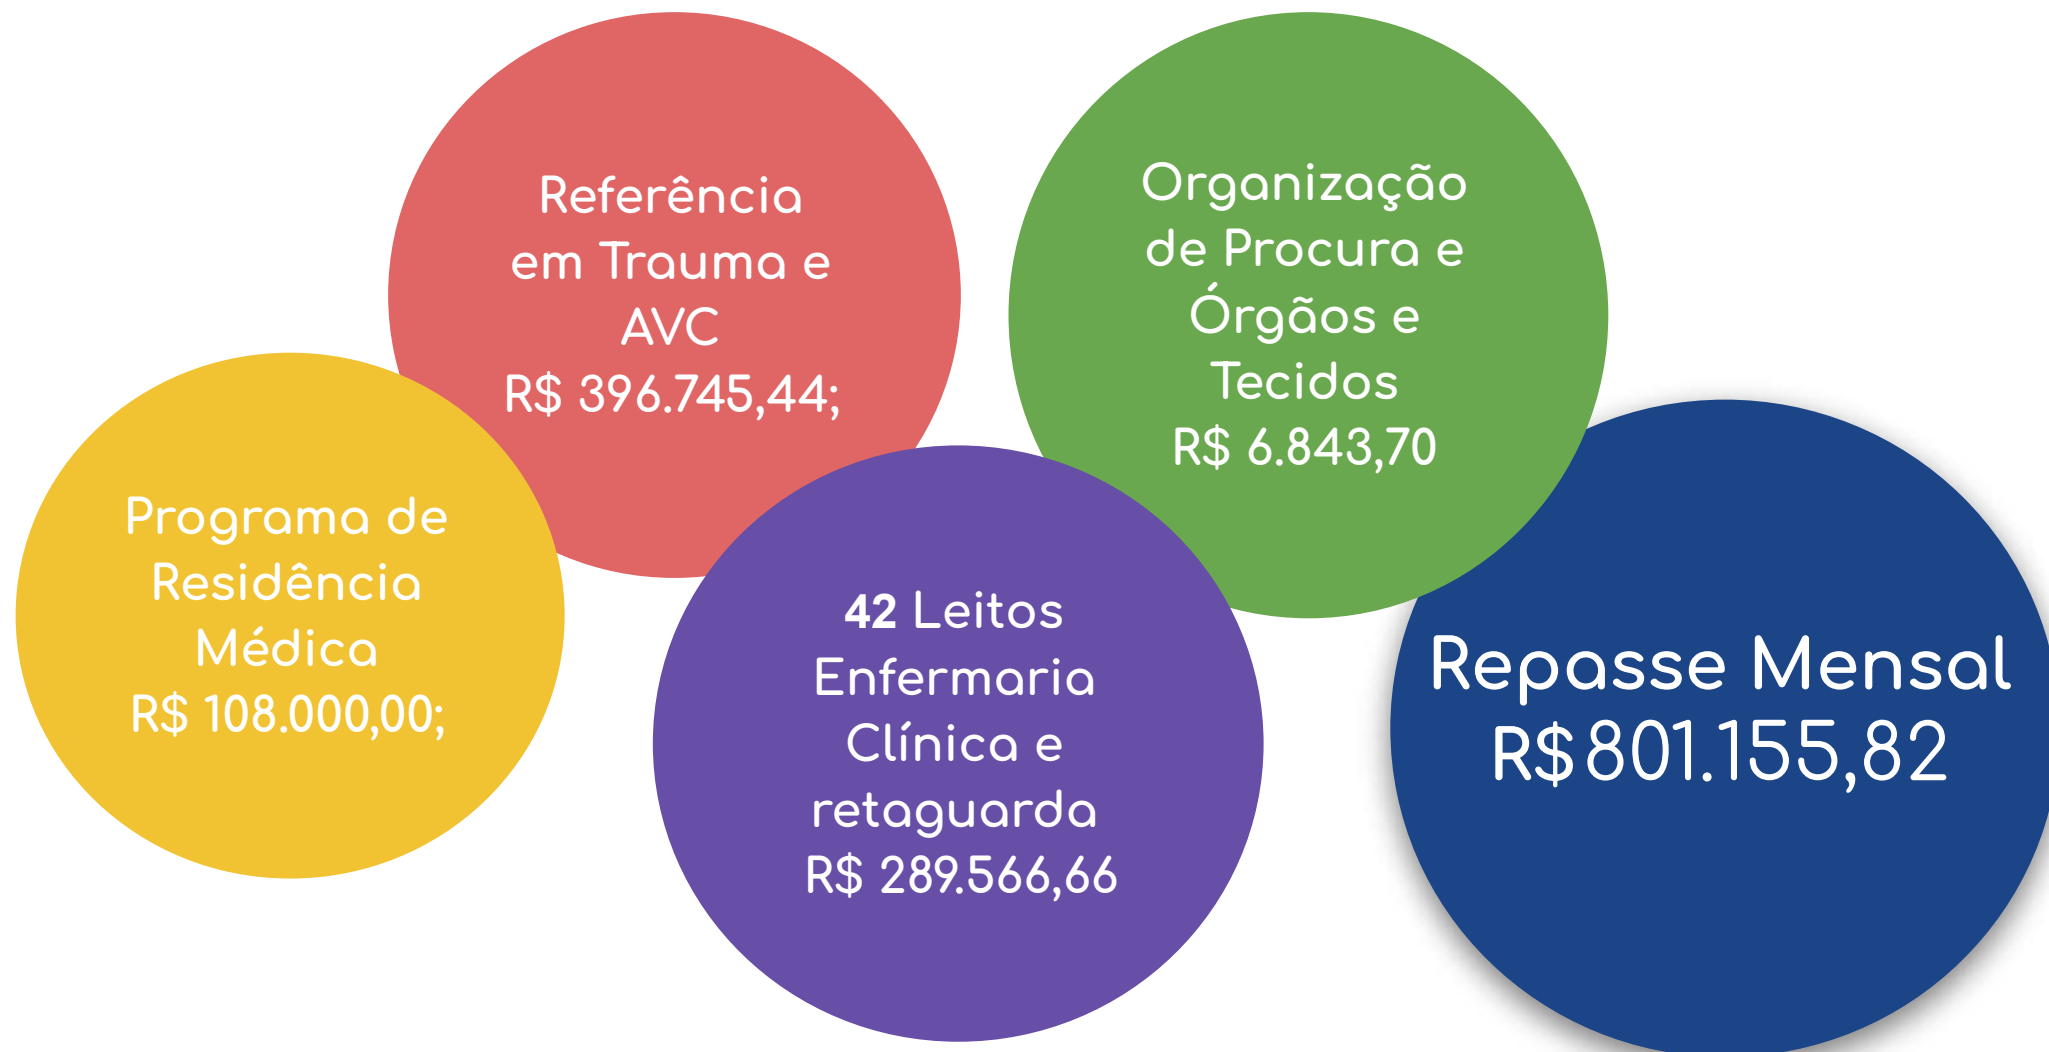 Programa de
Residência
Médica
R$ 108.000,00;
Referência
em Trauma e
AVC
R$ 396.745,44;
42 Leitos
Enfermaria
Clínica e
retaguarda
R$ 289.566,66
Organização
de Procura e
Órgãos e
Tecidos
R$ 6.843,70
Repasse Mensal
R$801.155,82